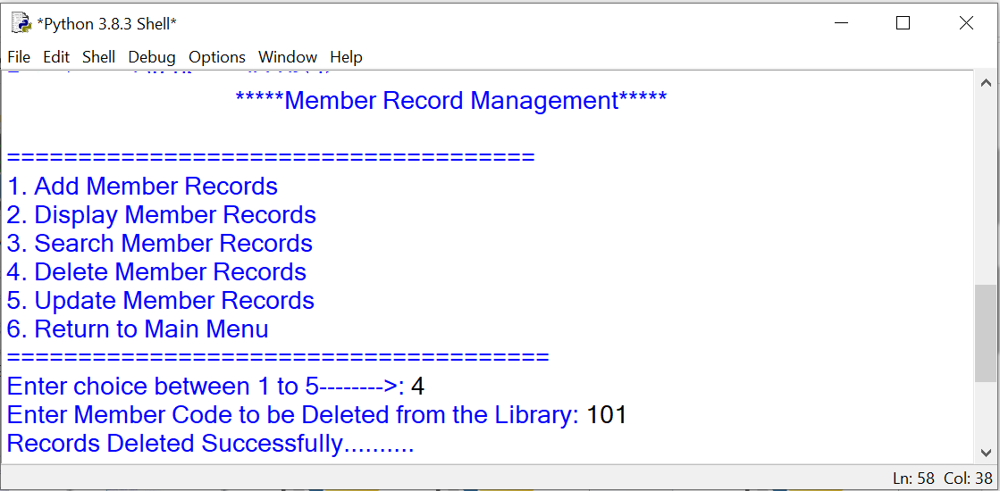 *Python 3.8.3 Shell*
File Edit Shell Debug Options Window Help
*****Member Record Management*****
=====================================
1. Add Member Records
2. Display Member Records
3. Search Member Records
4. Delete Member Records
5. Update Member Records
6. Return to Main Menu
======================================
Enter choice between 1 to 5-------->: 4
Enter Member Code to be Deleted from the Library: 101
Records Deleted Successfully..........
Ln: 58 Col: 38